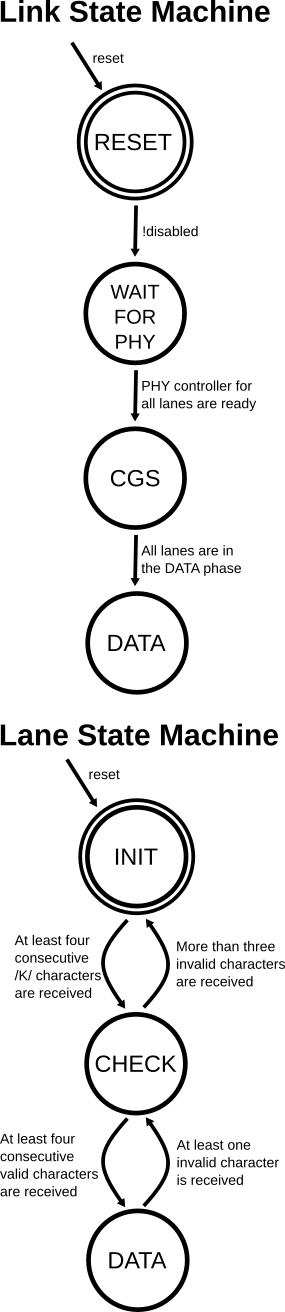 Link State Machine
reset
RESET
!disabled
WAIT
FOR
PHY
PHY controller for
all lanes are ready
CGS
All lanes are in
the DATA phase
DATA
Lane State Machine
reset
INIT
At least four
consecutive
/K/ characters
are received
More than three
invalid characters
are received
CHECK
At least four
consecutive
valid characters
are received
At least one
invalid character
is received
DATA